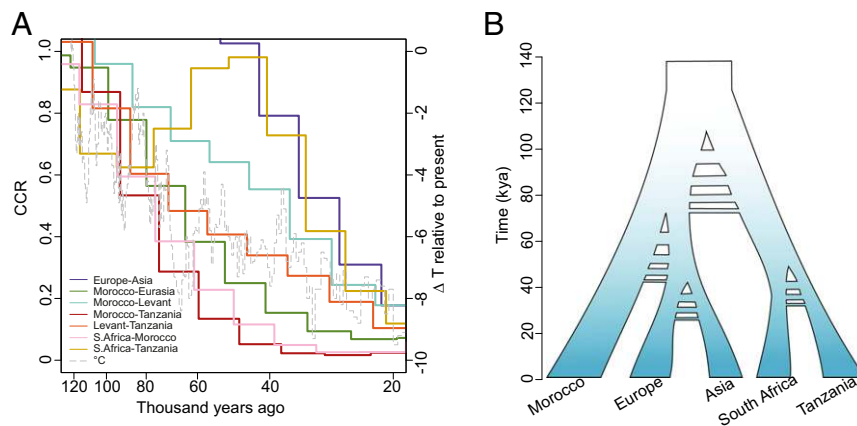 A
B
1.0
0.8
0.6
0.4
0.2
0.0
CCR
Europe-Asia
Morocco-Eurasia
Morocco-Levant
Morocco-Tanzania
Levant-Tanzania
S.Africa-Morocco
S.Africa-Tanzania
°C
120 100 80 60 40 20
Thousand years ago
0
−2
−4
−6
−8
−10
Δ T relative to present
140
120
100
80
60
40
20
0
Time (kya)
Morocco
Europe
Asia
South Africa
Tanzania